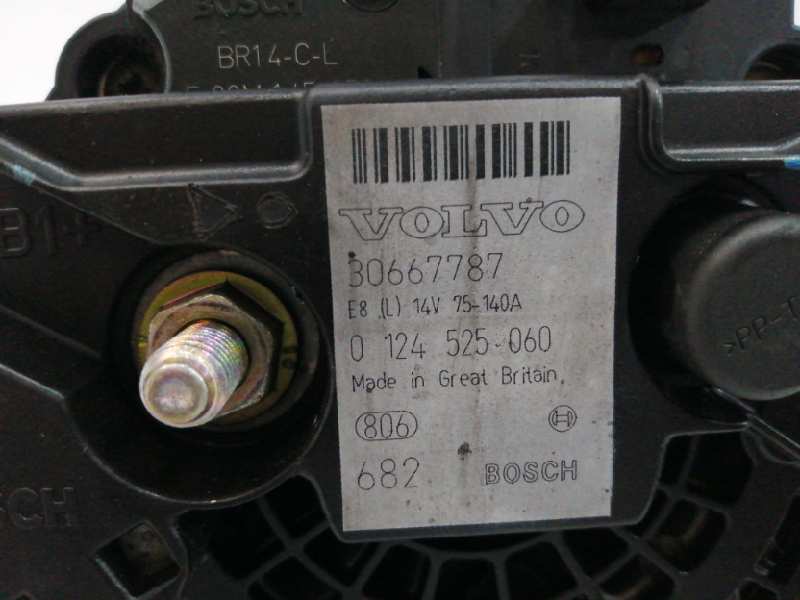 BOSCH
BR14-C-L
VOLVO
30667787
E8 (L) 14V 75-140A
0 124 525-060
Made in Great Britain.
806
682 BOSCH